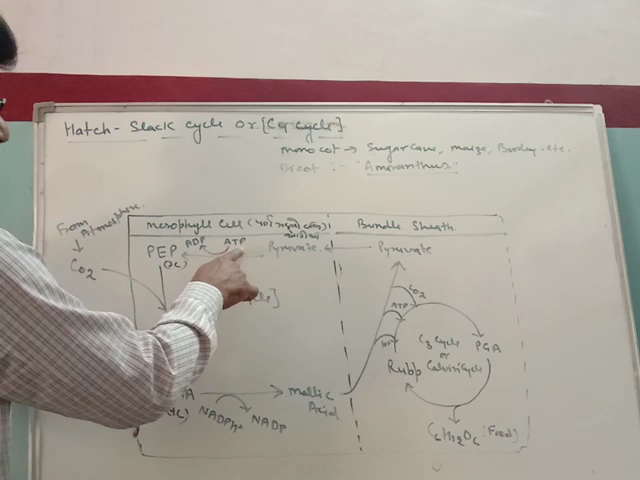 Hatch - Slack cycle Or [C4 cycle]
monocot → Sugarcane, maize, etc.
Dicot :- "Amaranthus"
From Atmosphere.
CO2
Mesophyll Cell
Bundle Sheath.
PEP
(3C)
ADP
ATP
Pyruvate
Pyruvate
CO2
ATP
C3 Cycle
or
Calvin Cycle
PGA
Rubp
Mallic
Acid
NADPH+
NADP
C6H12O6 (Food)